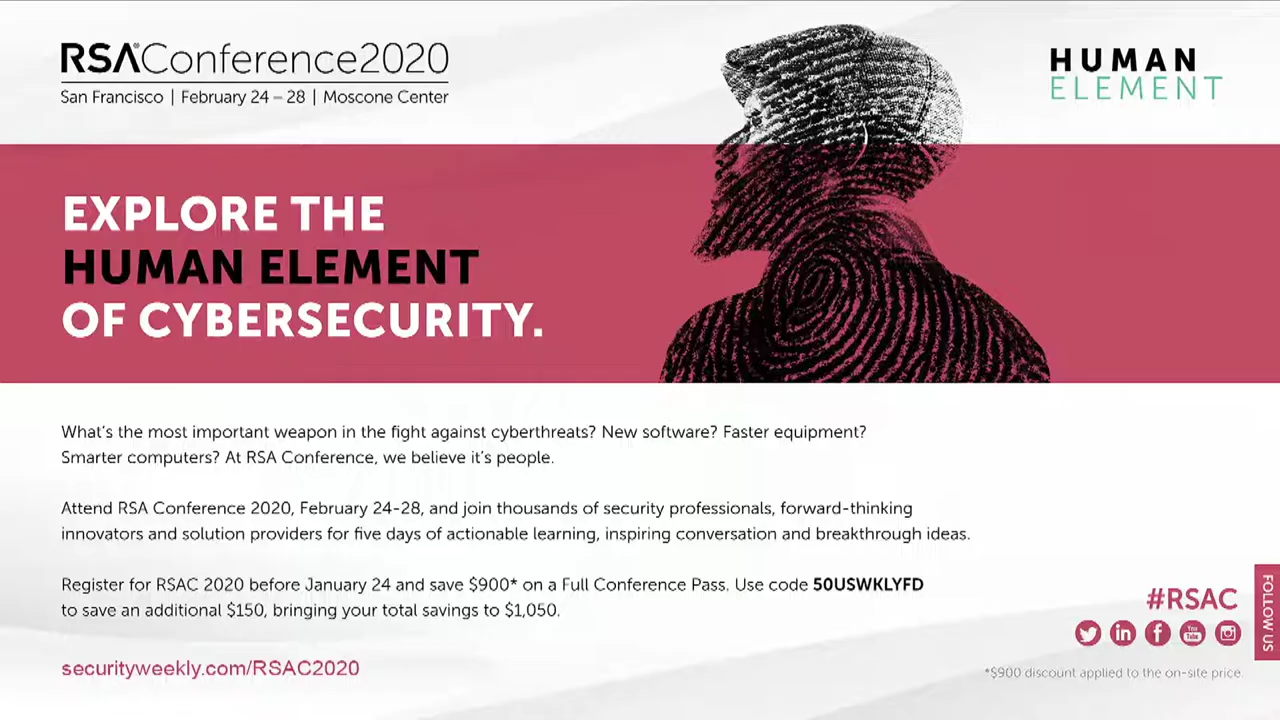 RSAConference2020
San Francisco | February 24 – 28 | Moscone Center
HUMAN
ELEMENT
EXPLORE THE
HUMAN ELEMENT
OF CYBERSECURITY.
What's the most important weapon in the fight against cyberthreats? New software? Faster equipment?
Smarter computers? At RSA Conference, we believe it's people.
Attend RSA Conference 2020, February 24-28, and join thousands of security professionals, forward-thinking
innovators and solution providers for five days of actionable learning, inspiring conversation and breakthrough ideas.
Register for RSAC 2020 before January 24 and save $900* on a Full Conference Pass. Use code 50USWKLYFD
to save an additional $150, bringing your total savings to $1,050.
securityweekly.com/RSAC2020
#RSAC
FOLLOW US
in
f
You
Tube
*$900 discount applied to the on-site price.